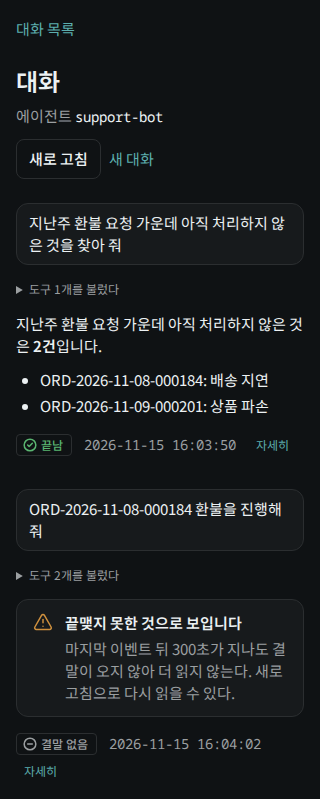 대화 목록
대화
에이전트 support-bot
새로 고침 새 대화
지난주 환불 요청 가운데 아직 처리하지 않
은 것을 찾아 줘
▶ 도구 1개를 불렀다
지난주 환불 요청 가운데 아직 처리하지 않은 것
은 2건입니다.
• ORD-2026-11-08-000184: 배송 지연
• ORD-2026-11-09-000201: 상품 파손
끝남 2026-11-15 16:03:50 자세히
ORD-2026-11-08-000184 환불을 진행해
줘
▶ 도구 2개를 불렀다
끝맺지 못한 것으로 보입니다
마지막 이벤트 뒤 300초가 지나도 결
말이 오지 않아 더 읽지 않는다. 새로
고침으로 다시 읽을 수 있다.
결말 없음 2026-11-15 16:04:02
자세히